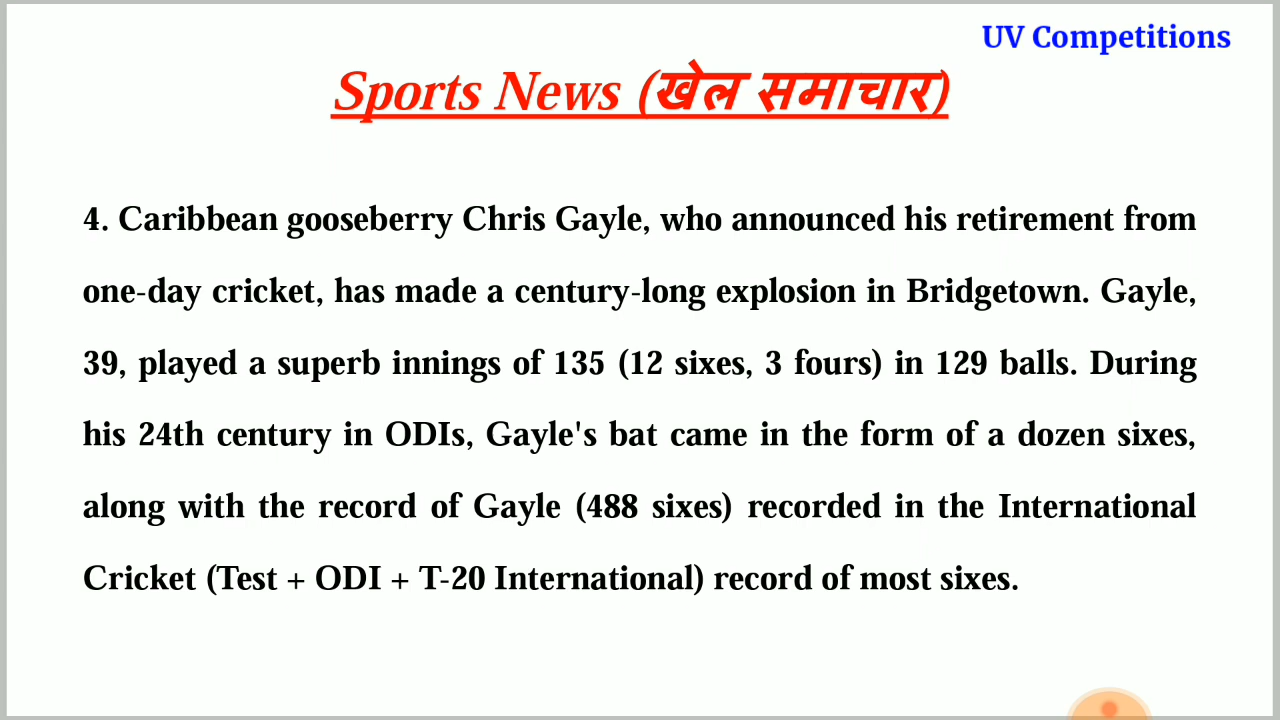 UV Competitions
Sports News (खेल समाचार)
4. Caribbean gooseberry Chris Gayle, who announced his retirement from
one-day cricket, has made a century-long explosion in Bridgetown. Gayle,
39, played a superb innings of 135 (12 sixes, 3 fours) in 129 balls. During
his 24th century in ODIs, Gayle's bat came in the form of a dozen sixes,
along with the record of Gayle (488 sixes) recorded in the International
Cricket (Test + ODI + T-20 International) record of most sixes.